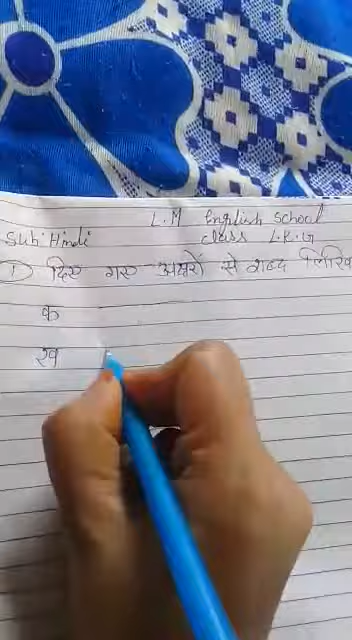 L.M English School
Sub: Hindi class L.K.G
1 दिए गए अक्षरों से शब्द लिखि
क
ख